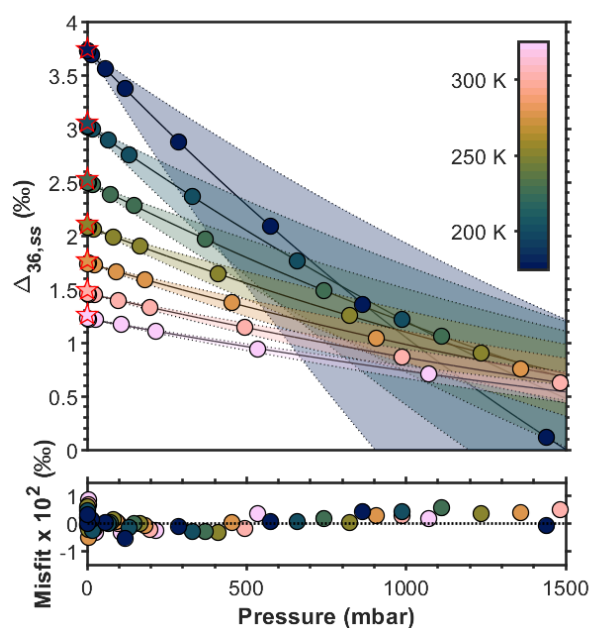 4
3.5
3
2.5
2
1.5
1
0.5
0
Δ36,ss (‰)
300 K
250 K
200 K
1
0
-1
Misfit x 10² (‰)
0
500
1000
1500
Pressure (mbar)